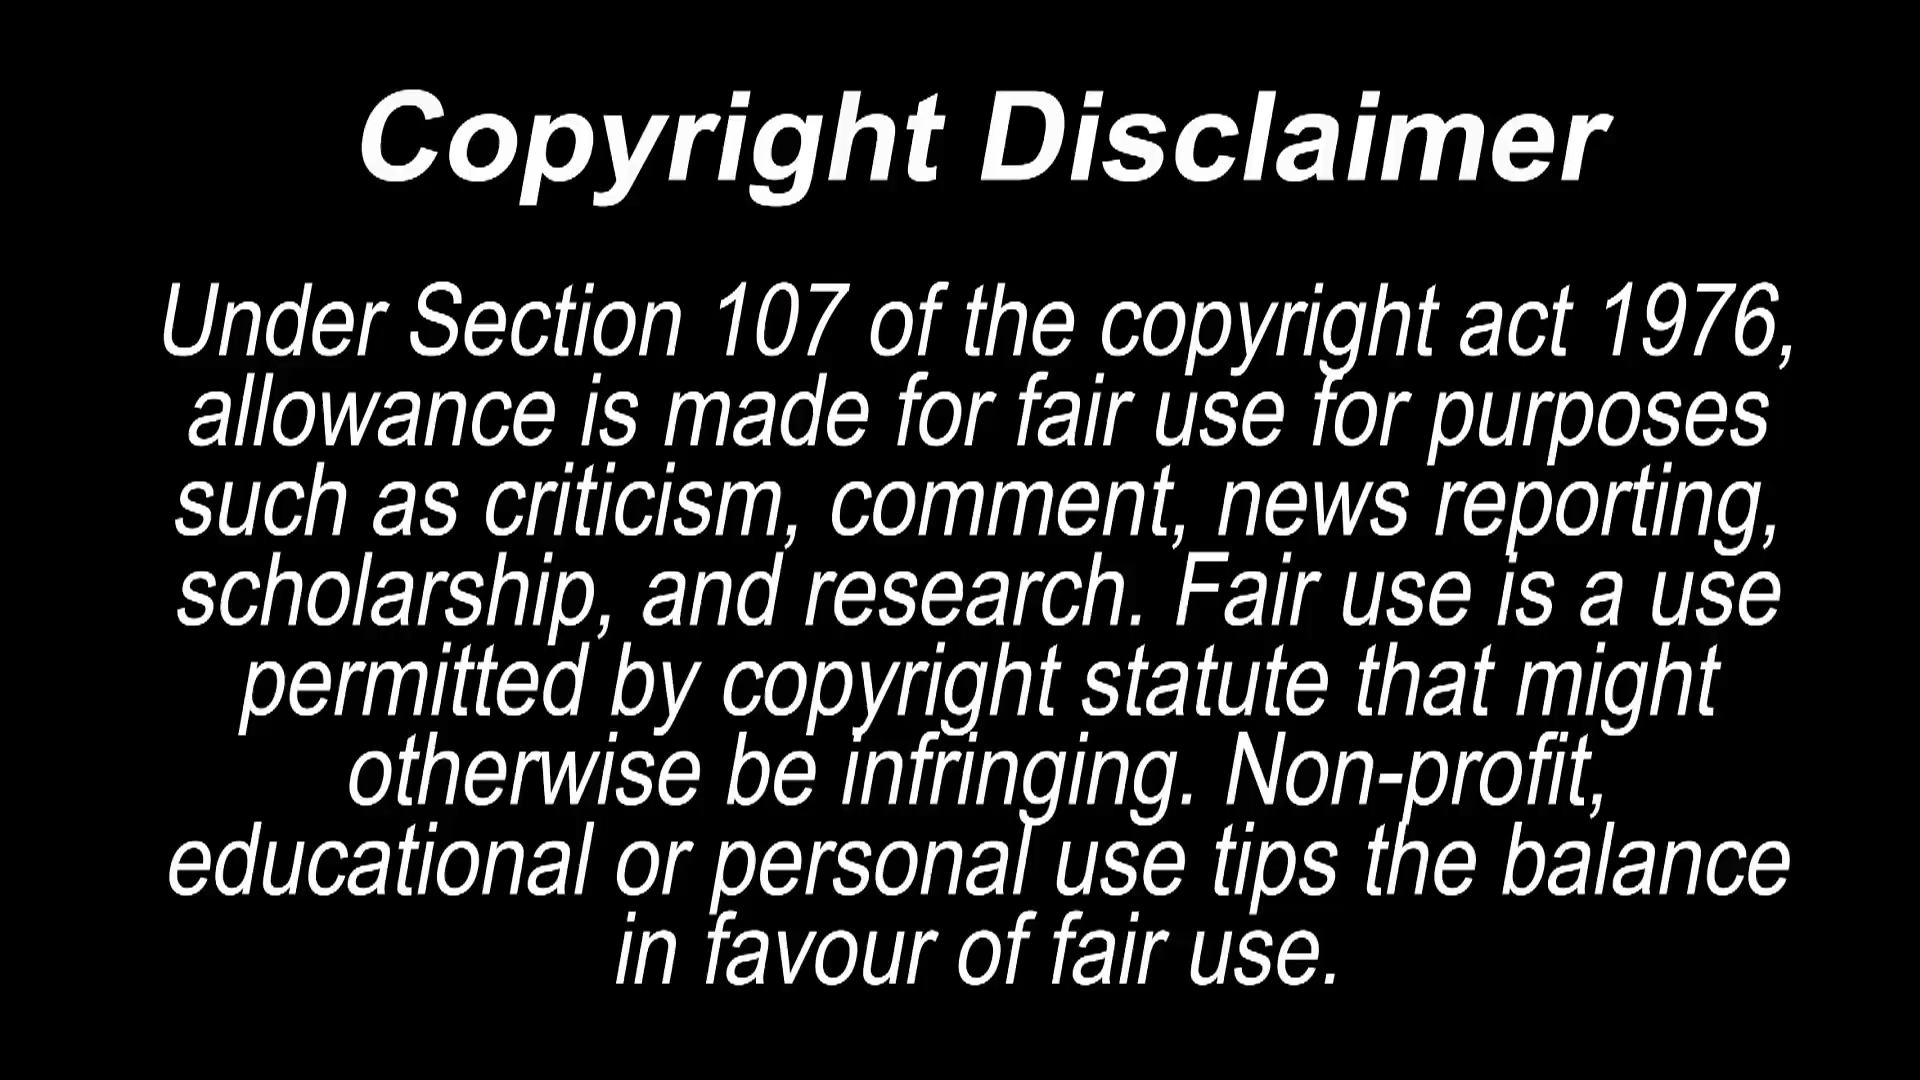 Copyright Disclaimer
Under Section 107 of the copyright act 1976,
allowance is made for fair use for purposes
such as criticism, comment, news reporting,
scholarship, and research. Fair use is a use
permitted by copyright statute that might
otherwise be infringing. Non-profit,
educational or personal use tips the balance
in favour of fair use.